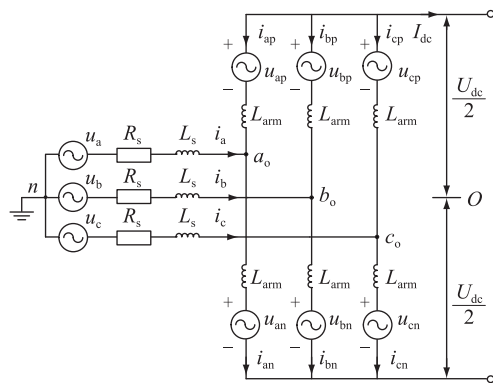 + i_ap + i_bp + i_cp I_dc
u_ap u_bp u_cp
− − −
L_arm L_arm L_arm
U_dc
2
u_a R_s L_s i_a a_o
n u_b R_s L_s i_b b_o O
u_c R_s L_s i_c c_o
L_arm L_arm L_arm
U_dc
2
+ + +
u_an u_bn u_cn
− − −
i_an i_bn i_cn